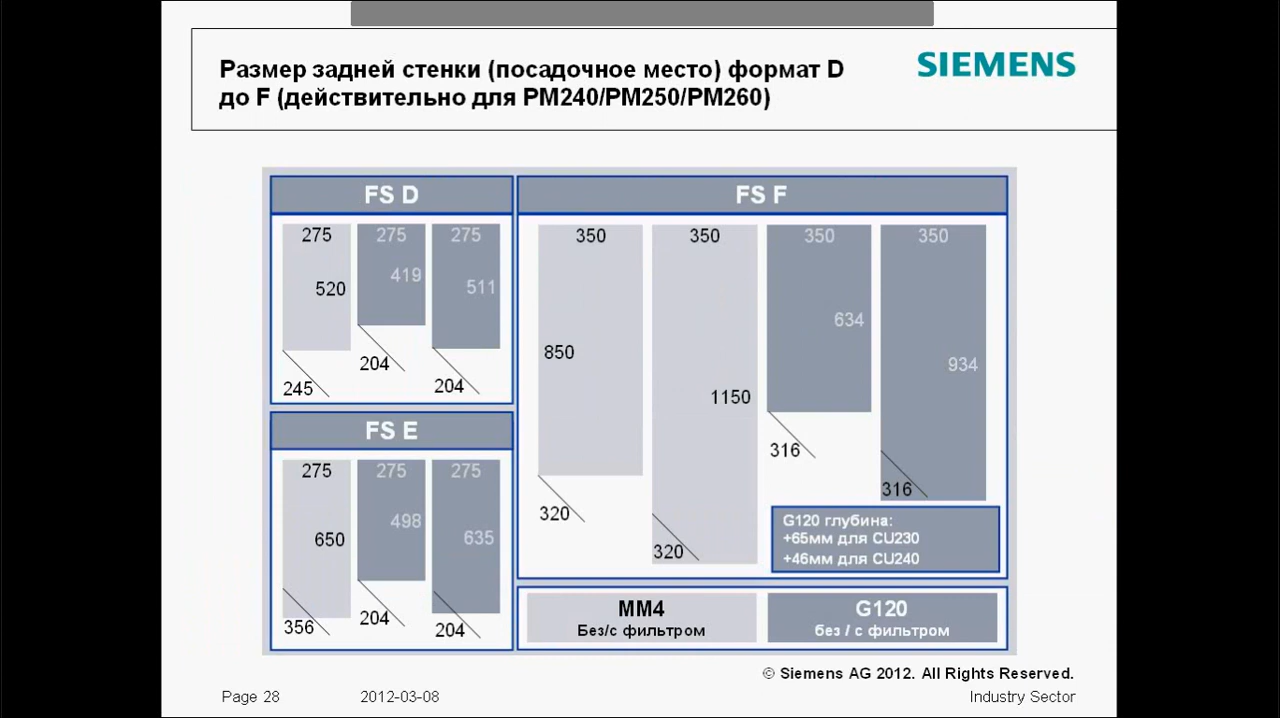 Размер задней стенки (посадочное место) формат D
до F (действительно для PM240/PM250/PM260)
SIEMENS
FS D
275
275
275
520
419
511
245
204
204
FS E
275
275
275
650
498
635
356
204
204
FS F
350
350
350
350
850
1150
634
934
320
320
316
316
G120 глубина:
+65мм для CU230
+46мм для CU240
MM4
Без/с фильтром
G120
без / с фильтром
© Siemens AG 2012. All Rights Reserved.
Page 28
2012-03-08
Industry Sector